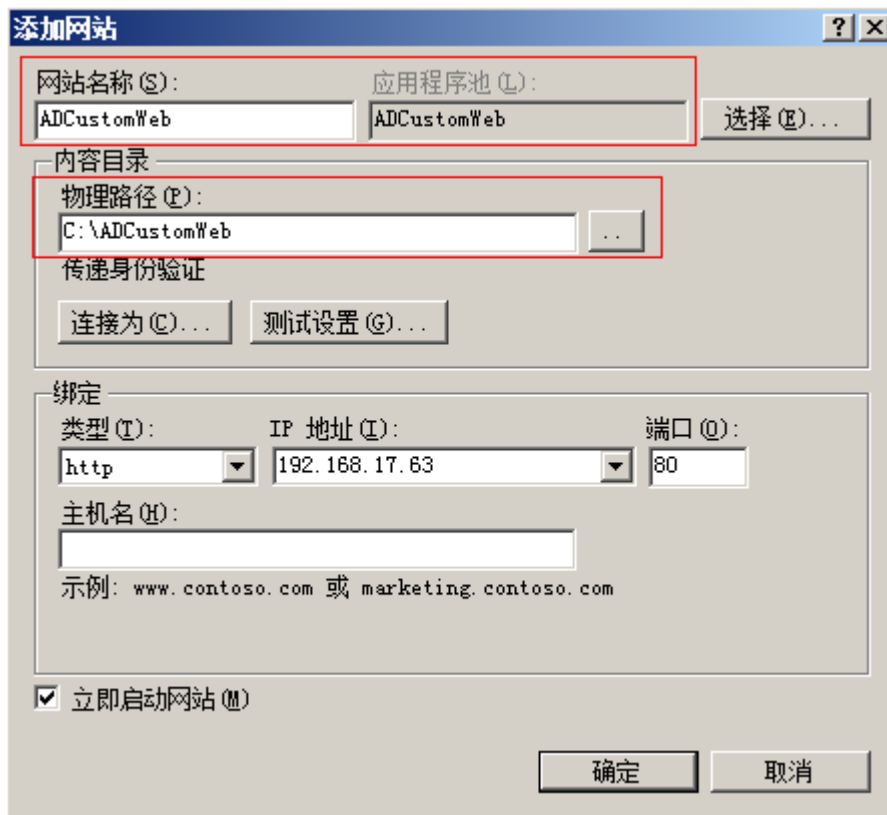 添加网站
网站名称(S): 应用程序池(L):
ADCustomWeb ADCustomWeb 选择(E)...
内容目录
物理路径(P):
C:\ADCustomWeb ..
传递身份验证
连接为(C)... 测试设置(G)...
绑定
类型(T): IP 地址(I): 端口(O):
http 192.168.17.63 80
主机名(H):
示例: www.contoso.com 或 marketing.contoso.com
立即启动网站(M)
确定 取消